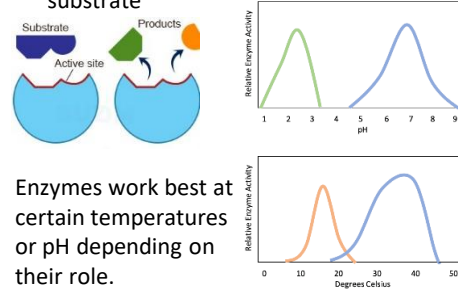 substrate
Substrate
Products
Active site
Enzymes work best at
certain temperatures
or pH depending on
their role.
Relative Enzyme Activity
1 2 3 4 5 6 7 8 9
pH
Relative Enzyme Activity
0 10 20 30 40 50
Degrees Celsius